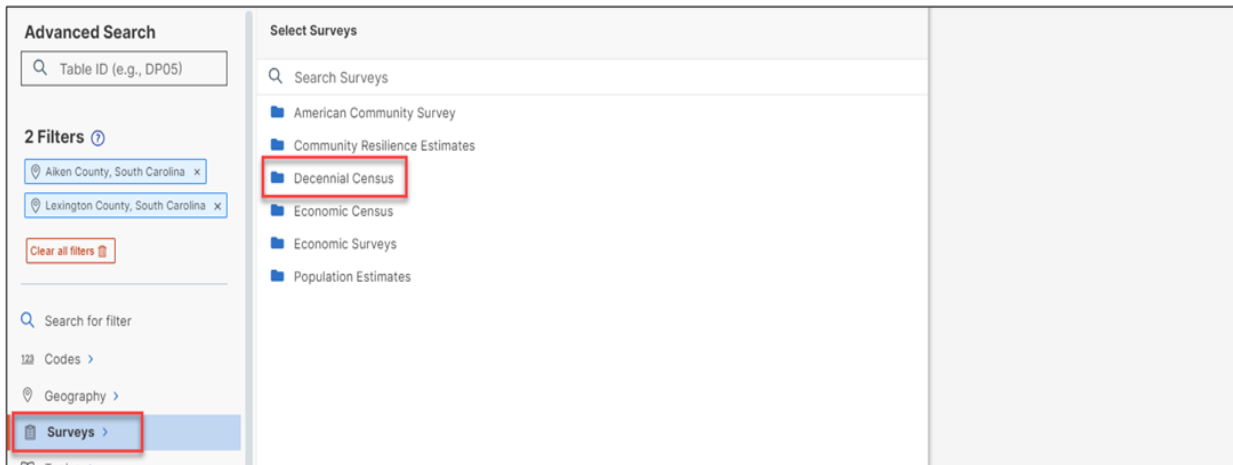 Advanced Search
Table ID (e.g., DP05)
2 Filters ?
Aiken County, South Carolina ×
Lexington County, South Carolina ×
Clear all filters
Search for filter
123 Codes >
Geography >
Surveys >
Select Surveys
Search Surveys
American Community Survey
Community Resilience Estimates
Decennial Census
Economic Census
Economic Surveys
Population Estimates